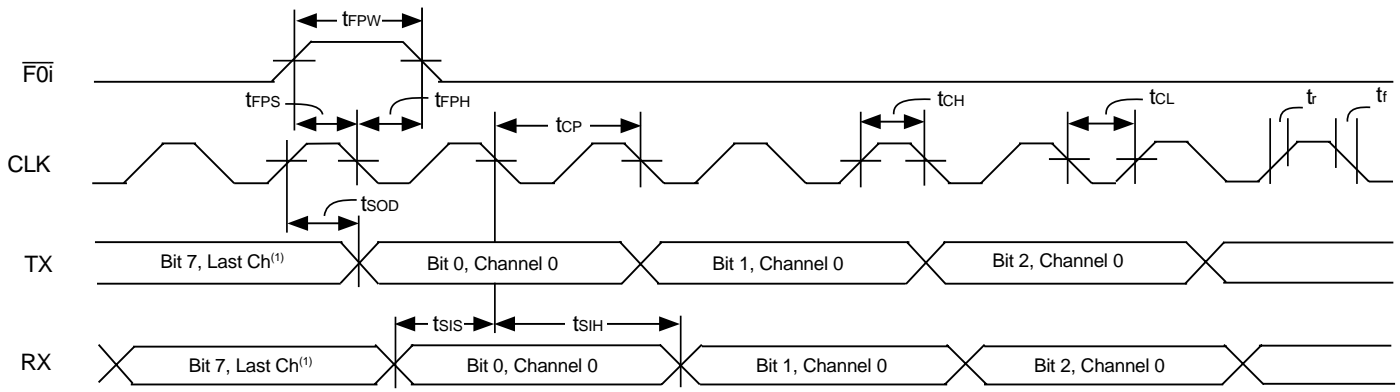 tFPW
F0i
tFPS
tFPH
tCP
tCH
tCL
tr
tf
CLK
tSOD
TX
Bit 7, Last Ch(1)
Bit 0, Channel 0
Bit 1, Channel 0
Bit 2, Channel 0
tSIS
tSIH
RX
Bit 7, Last Ch(1)
Bit 0, Channel 0
Bit 1, Channel 0
Bit 2, Channel 0